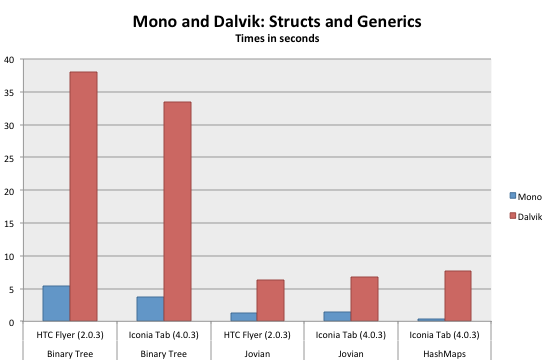 Mono and Dalvik: Structs and Generics
Times in seconds
40
35
30
25
20
15
10
5
0
Mono
Dalvik
HTC Flyer (2.0.3) Iconia Tab (4.0.3) HTC Flyer (2.0.3) Iconia Tab (4.0.3) Iconia Tab (4.0.3)
Binary Tree Binary Tree Jovian Jovian HashMaps